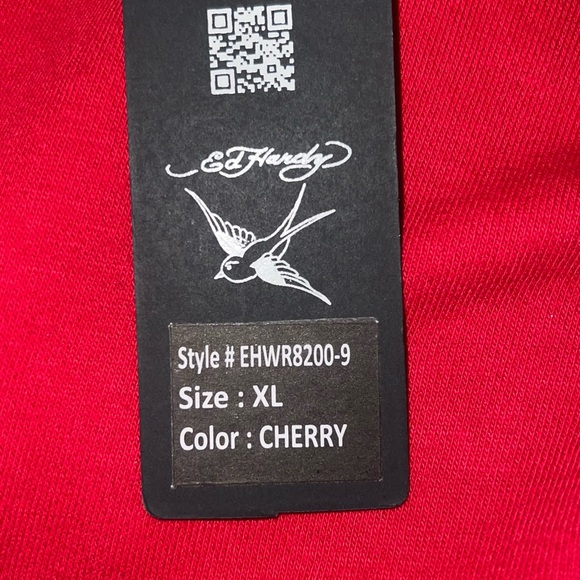 Ed Hardy
Style # EHWR8200-9
Size : XL
Color : CHERRY